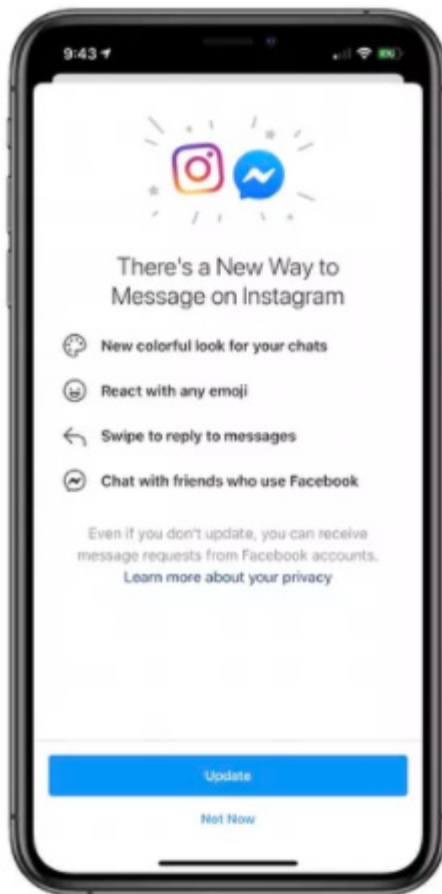 9:43
There's a New Way to
Message on Instagram
New colorful look for your chats
React with any emoji
Swipe to reply to messages
Chat with friends who use Facebook
Even if you don't update, you can receive
message requests from Facebook accounts.
Learn more about your privacy
Update
Not Now